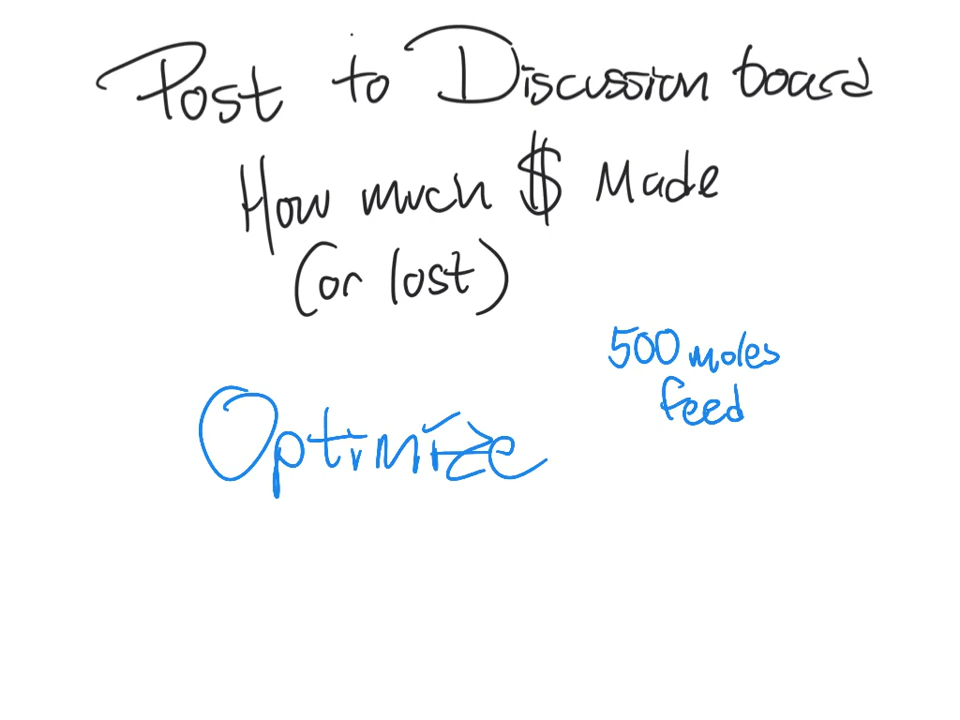 Post to Discussion board
How much $ Made
(or lost)
500 moles
feed
Optimize